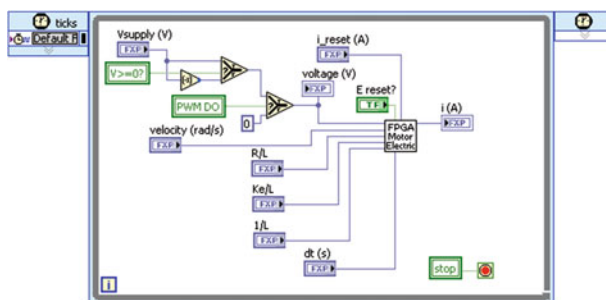 ticks
Default
Vsupply (V)
FXP
V>=0?
PWM DO
0
velocity (rad/s)
FXP
i_reset (A)
FXP
voltage (V)
FXP
E reset?
TF
FPGA
Motor
Electric
i (A)
FXP
R/L
FXP
Ke/L
FXP
1/L
FXP
dt (s)
FXP
stop
i